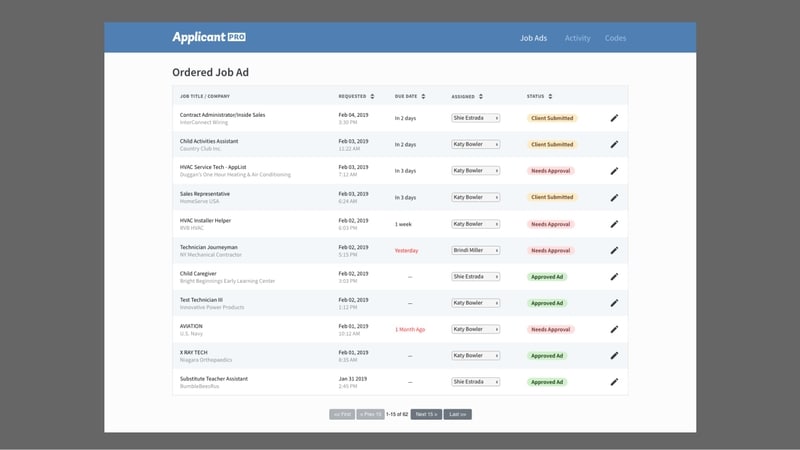 Applicant PRO
Job Ads Activity Codes
Ordered Job Ad
JOB TITLE / COMPANY REQUESTED DUE DATE ASSIGNED STATUS
Contract Administrator/Inside Sales Feb 04, 2019 In 2 days Shie Estrada Client Submitted
InterConnect Wiring 3:30 PM
Child Activities Assistant Feb 03, 2019 In 2 days Katy Bowler Client Submitted
Country Club Inc. 11:22 AM
HVAC Service Tech - AppList Feb 03, 2019 In 3 days Katy Bowler Needs Approval
Duggan's One Hour Heating & Air Conditioning 7:12 AM
Sales Representative Feb 03, 2019 In 3 days Katy Bowler Client Submitted
HomeServe USA 6:24 AM
HVAC Installer Helper Feb 02, 2019 1 week Katy Bowler Needs Approval
HVAC 6:03 PM
Technician Journeyman Feb 02, 2019 Yesterday Brindi Miller Needs Approval
NY Mechanical Contractor 5:15 PM
Child Caregiver Feb 02, 2019 — Shie Estrada Approved Ad
Bright Beginnings Early Learning Center 3:03 PM
Test Technician III Feb 02, 2019 — Katy Bowler Approved Ad
Innovative Power Products 1:12 PM
AVIATION Feb 01, 2019 1 Month Ago Katy Bowler Needs Approval
U.S. Navy 10:12 AM
X RAY TECH Feb 01, 2019 — Katy Bowler Approved Ad
Niagara Orthopaedics 6:35 AM
Substitute Teacher Assistant Jan 31 2019 — Shie Estrada Approved Ad
BumbleBeesRus 2:45 PM
<< First < Prev 15 1-15 of 62 Next 15 > Last >>